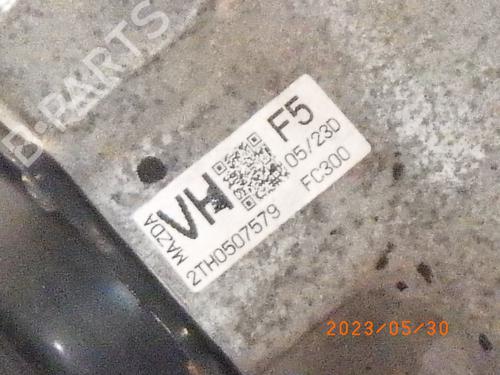 B-PARTS
MAZDA
VH
F5
05/23D
2TH0507579
FC300
2023/05/30